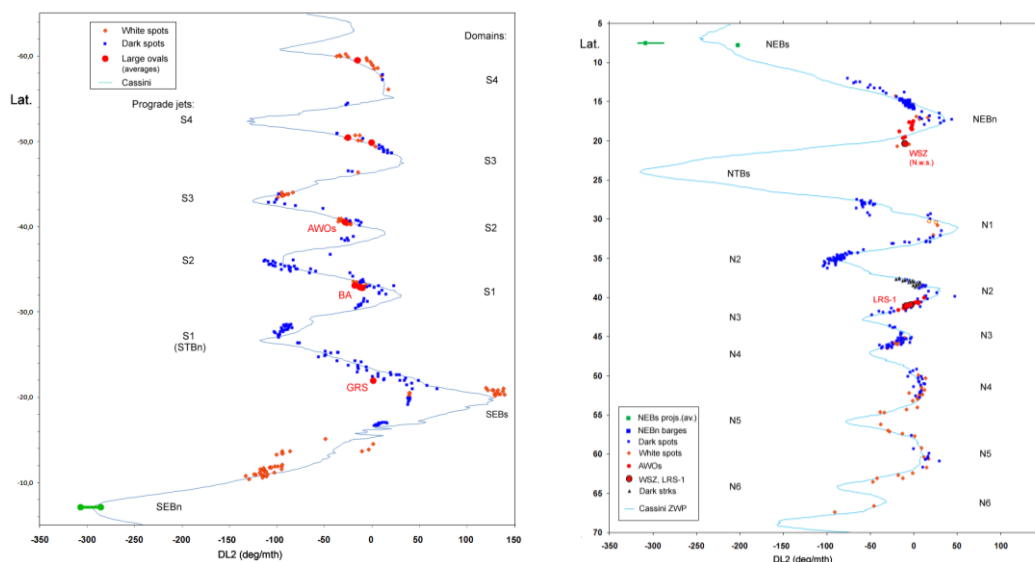 White spots
Dark spots
Large ovals
(averages)
Cassini
Domains:
Lat.
Prograde jets:
-60,0
-50,0
-40,0
-30,0
-20,0
-10,0
S4
S4
S3
S3
AWOs
S2
S2
BA
S1
S1
(STBn)
GRS
SEBs
SEBn
-350
-300
-250
-200
-150
-100
-50
0
50
100
150
DL2 (deg/mth)
Lat.
5
10
15
20
25
30
35
40
45
50
55
60
65
70
NEBs
NEBn
WSZ
(N.w.s.)
NTBs
N1
N2
N2
LRS-1
N3
N3
N4
N4
N5
N5
N6
N6
NEBs projs.(av.)
NEBn barges
Dark spots
White spots
AWOs
WSZ, LRS-1
Dark strks
Cassini ZWP
-350
-300
-200
-100
-50
0
50
100
150
DL2 (deg/mth)